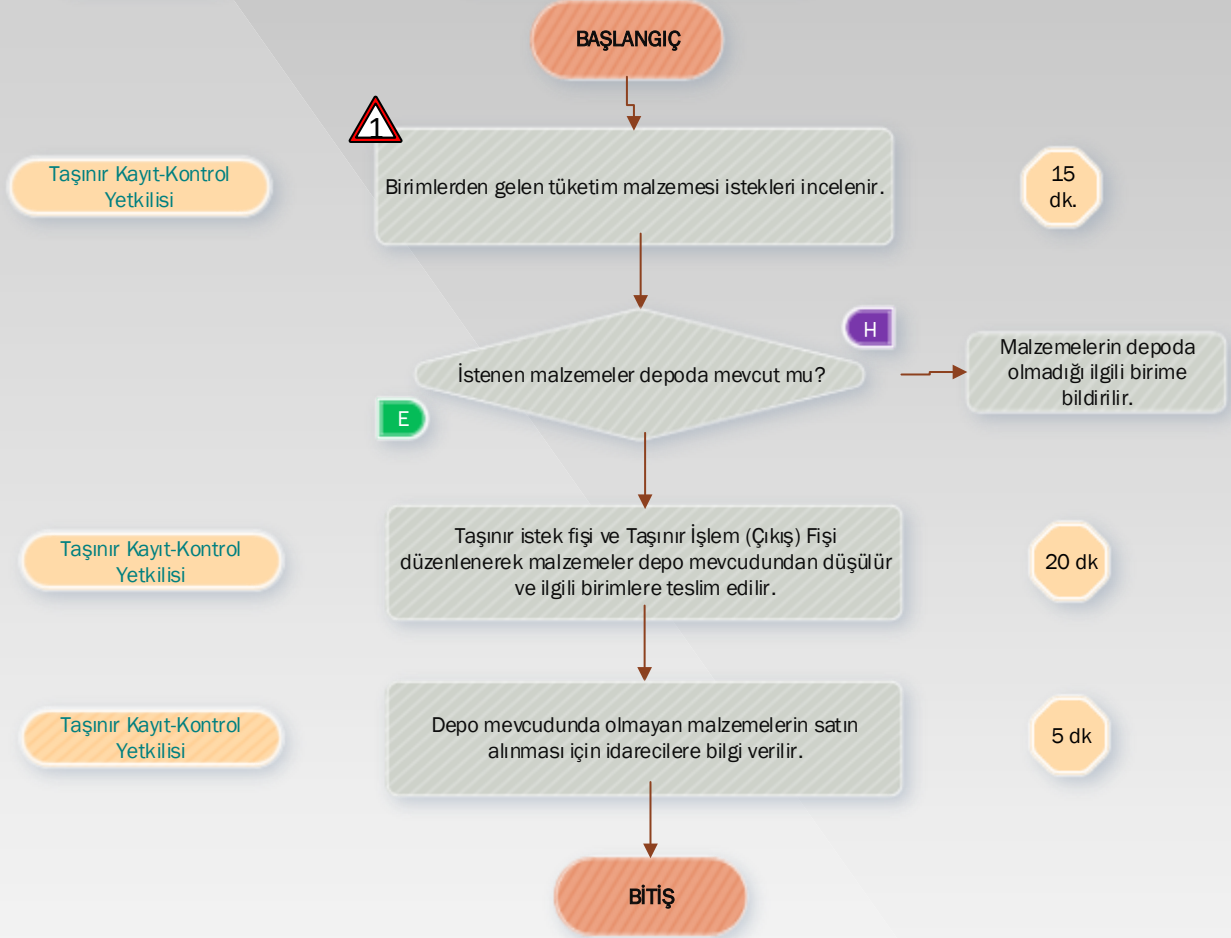 BAŞLANGIÇ
1
Taşınır Kayıt-Kontrol
Yetkilisi
Birimlerden gelen tüketim malzemesi istekleri incelenir.
15
dk.
H
İstenen malzemeler depoda mevcut mu?
Malzemelerin depoda
olmadığı ilgili birime
bildirilir.
E
Taşınır Kayıt-Kontrol
Yetkilisi
Taşınır istek fişi ve Taşınır İşlem (Çıkış) Fişi
düzenlenerek malzemeler depo mevcudundan düşülür
ve ilgili birimlere teslim edilir.
20 dk
Taşınır Kayıt-Kontrol
Yetkilisi
Depo mevcudunda olmayan malzemelerin satın
alınması için idarecilere bilgi verilir.
5 dk
BİTİŞ